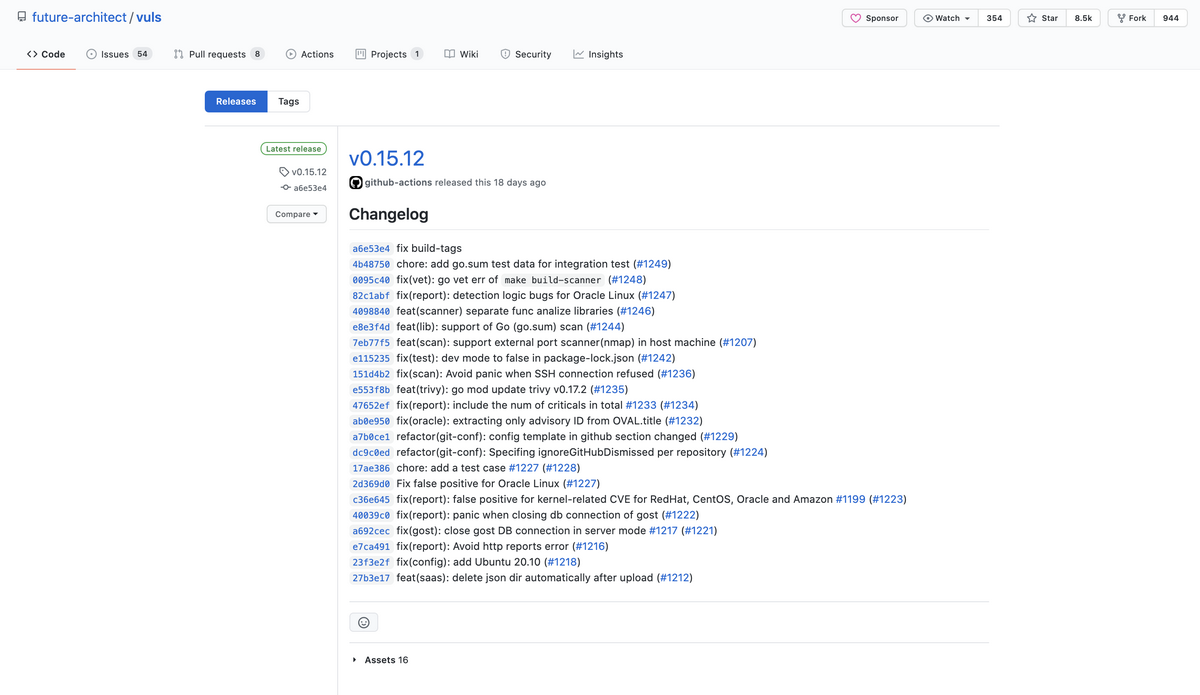 future-architect / vuls
Sponsor
Watch 354
Star 8.5k
Fork 944
Code
Issues 54
Pull requests 8
Actions
Projects 1
Wiki
Security
Insights
Releases
Tags
Latest release
v0.15.12
a6e53e4
Compare
v0.15.12
github-actions released this 18 days ago
Changelog
a6e53e4 fix build-tags
4b48750 chore: add go.sum test data for integration test (#1249)
0095c40 fix(vet): go vet err of make build-scanner (#1248)
82c1abf fix(report): detection logic bugs for Oracle Linux (#1247)
4098840 feat(scanner) separate func analize libraries (#1246)
e8e3f4d feat(lib): support of Go (go.sum) scan (#1244)
7eb77f5 feat(scan): support external port scanner(nmap) in host machine (#1207)
e115235 fix(test): dev mode to false in package-lock.json (#1242)
151d4b2 fix(scan): Avoid panic when SSH connection refused (#1236)
e553f8b feat(trivy): go mod update trivy v0.17.2 (#1235)
47652ef fix(report): include the num of criticals in total #1233 (#1234)
ab0e950 fix(oracle): extracting only advisory ID from OVAL.title (#1232)
a7b0ce1 refactor(git-conf): config template in github section changed (#1229)
dc9c0ed refactor(git-conf): Specifing ignoreGitHubDismissed per repository (#1224)
17ae386 chore: add a test case #1227 (#1228)
2d369d0 Fix false positive for Oracle Linux (#1227)
c36e645 fix(report): false positive for kernel-related CVE for RedHat, CentOS, Oracle and Amazon #1199 (#1223)
40039c0 fix(report): panic when closing db connection of gost (#1222)
a692cec fix(gost): close gost DB connection in server mode #1217 (#1221)
e7ca491 fix(report): Avoid http reports error (#1216)
23f3e2f fix(config): add Ubuntu 20.10 (#1218)
27b3e17 feat(saas): delete json dir automatically after upload (#1212)
Assets 16